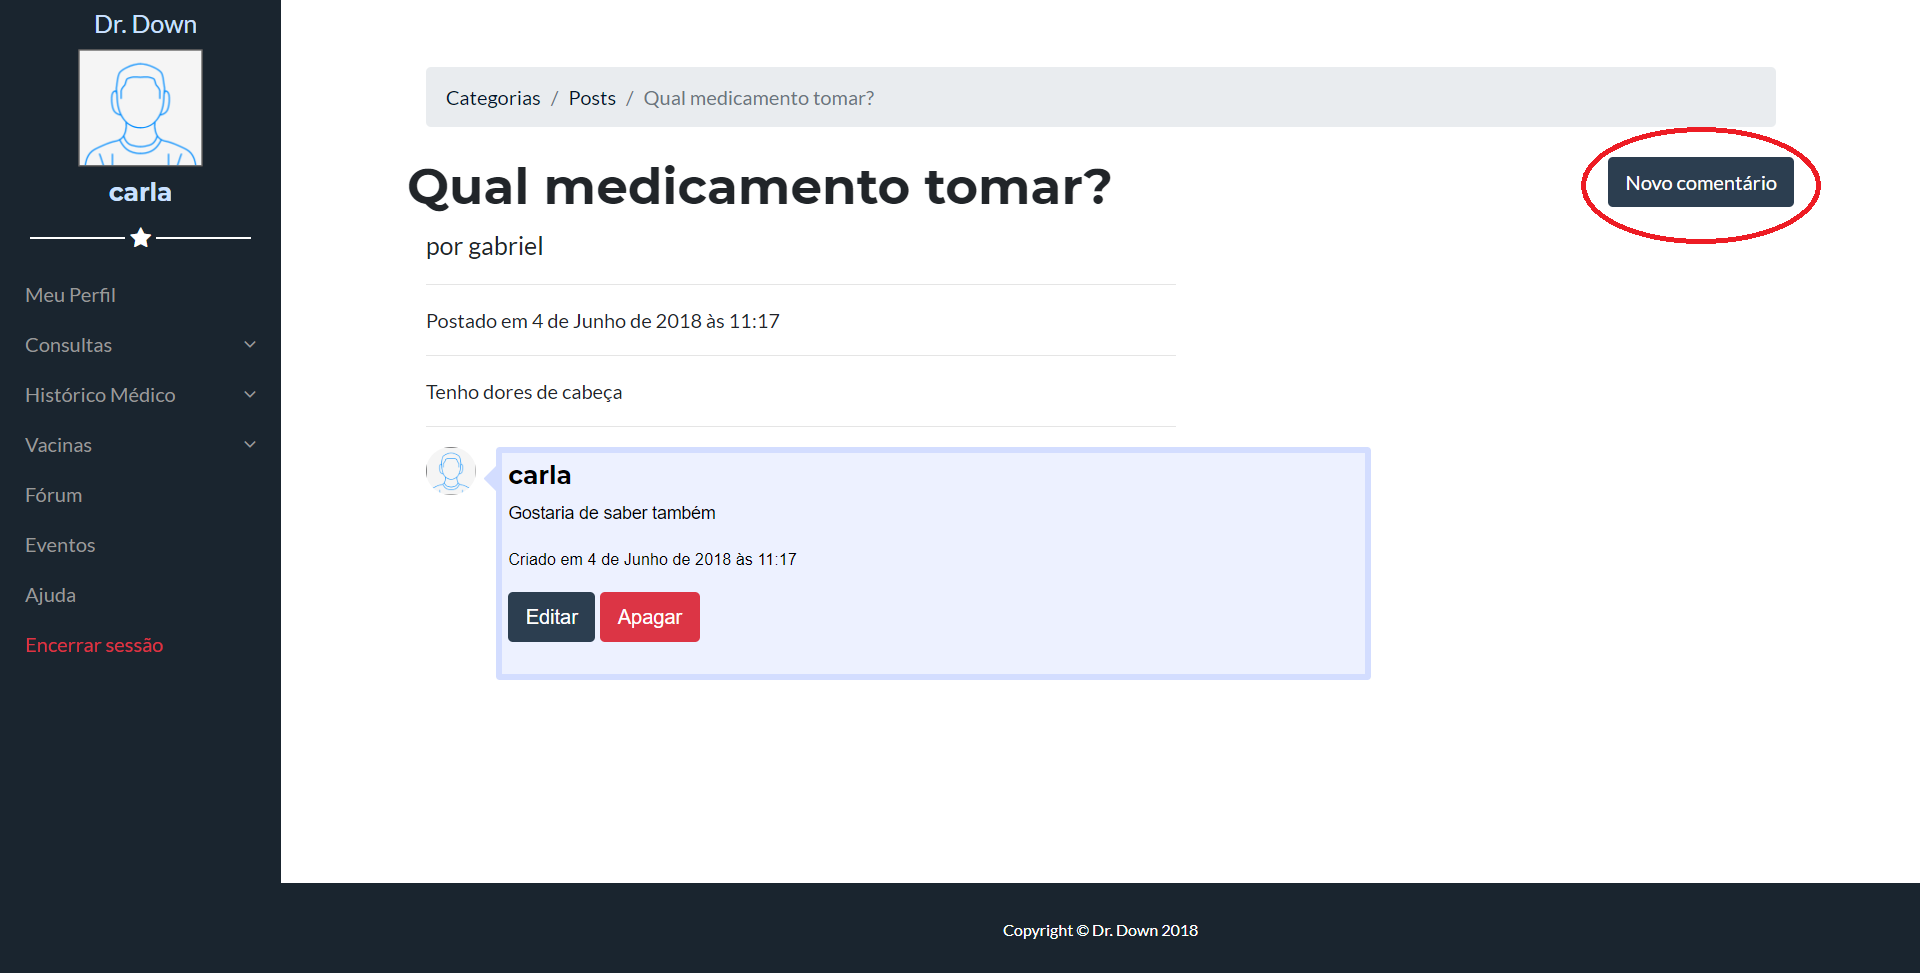 Dr. Down
carla
Meu Perfil
Consultas
Histórico Médico
Vacinas
Fórum
Eventos
Ajuda
Encerrar sessão
Categorias / Posts / Qual medicamento tomar?
Qual medicamento tomar?
Novo comentário
por gabriel
Postado em 4 de Junho de 2018 às 11:17
Tenho dores de cabeça
carla
Gostaria de saber também
Criado em 4 de Junho de 2018 às 11:17
Editar Apagar
Copyright © Dr. Down 2018